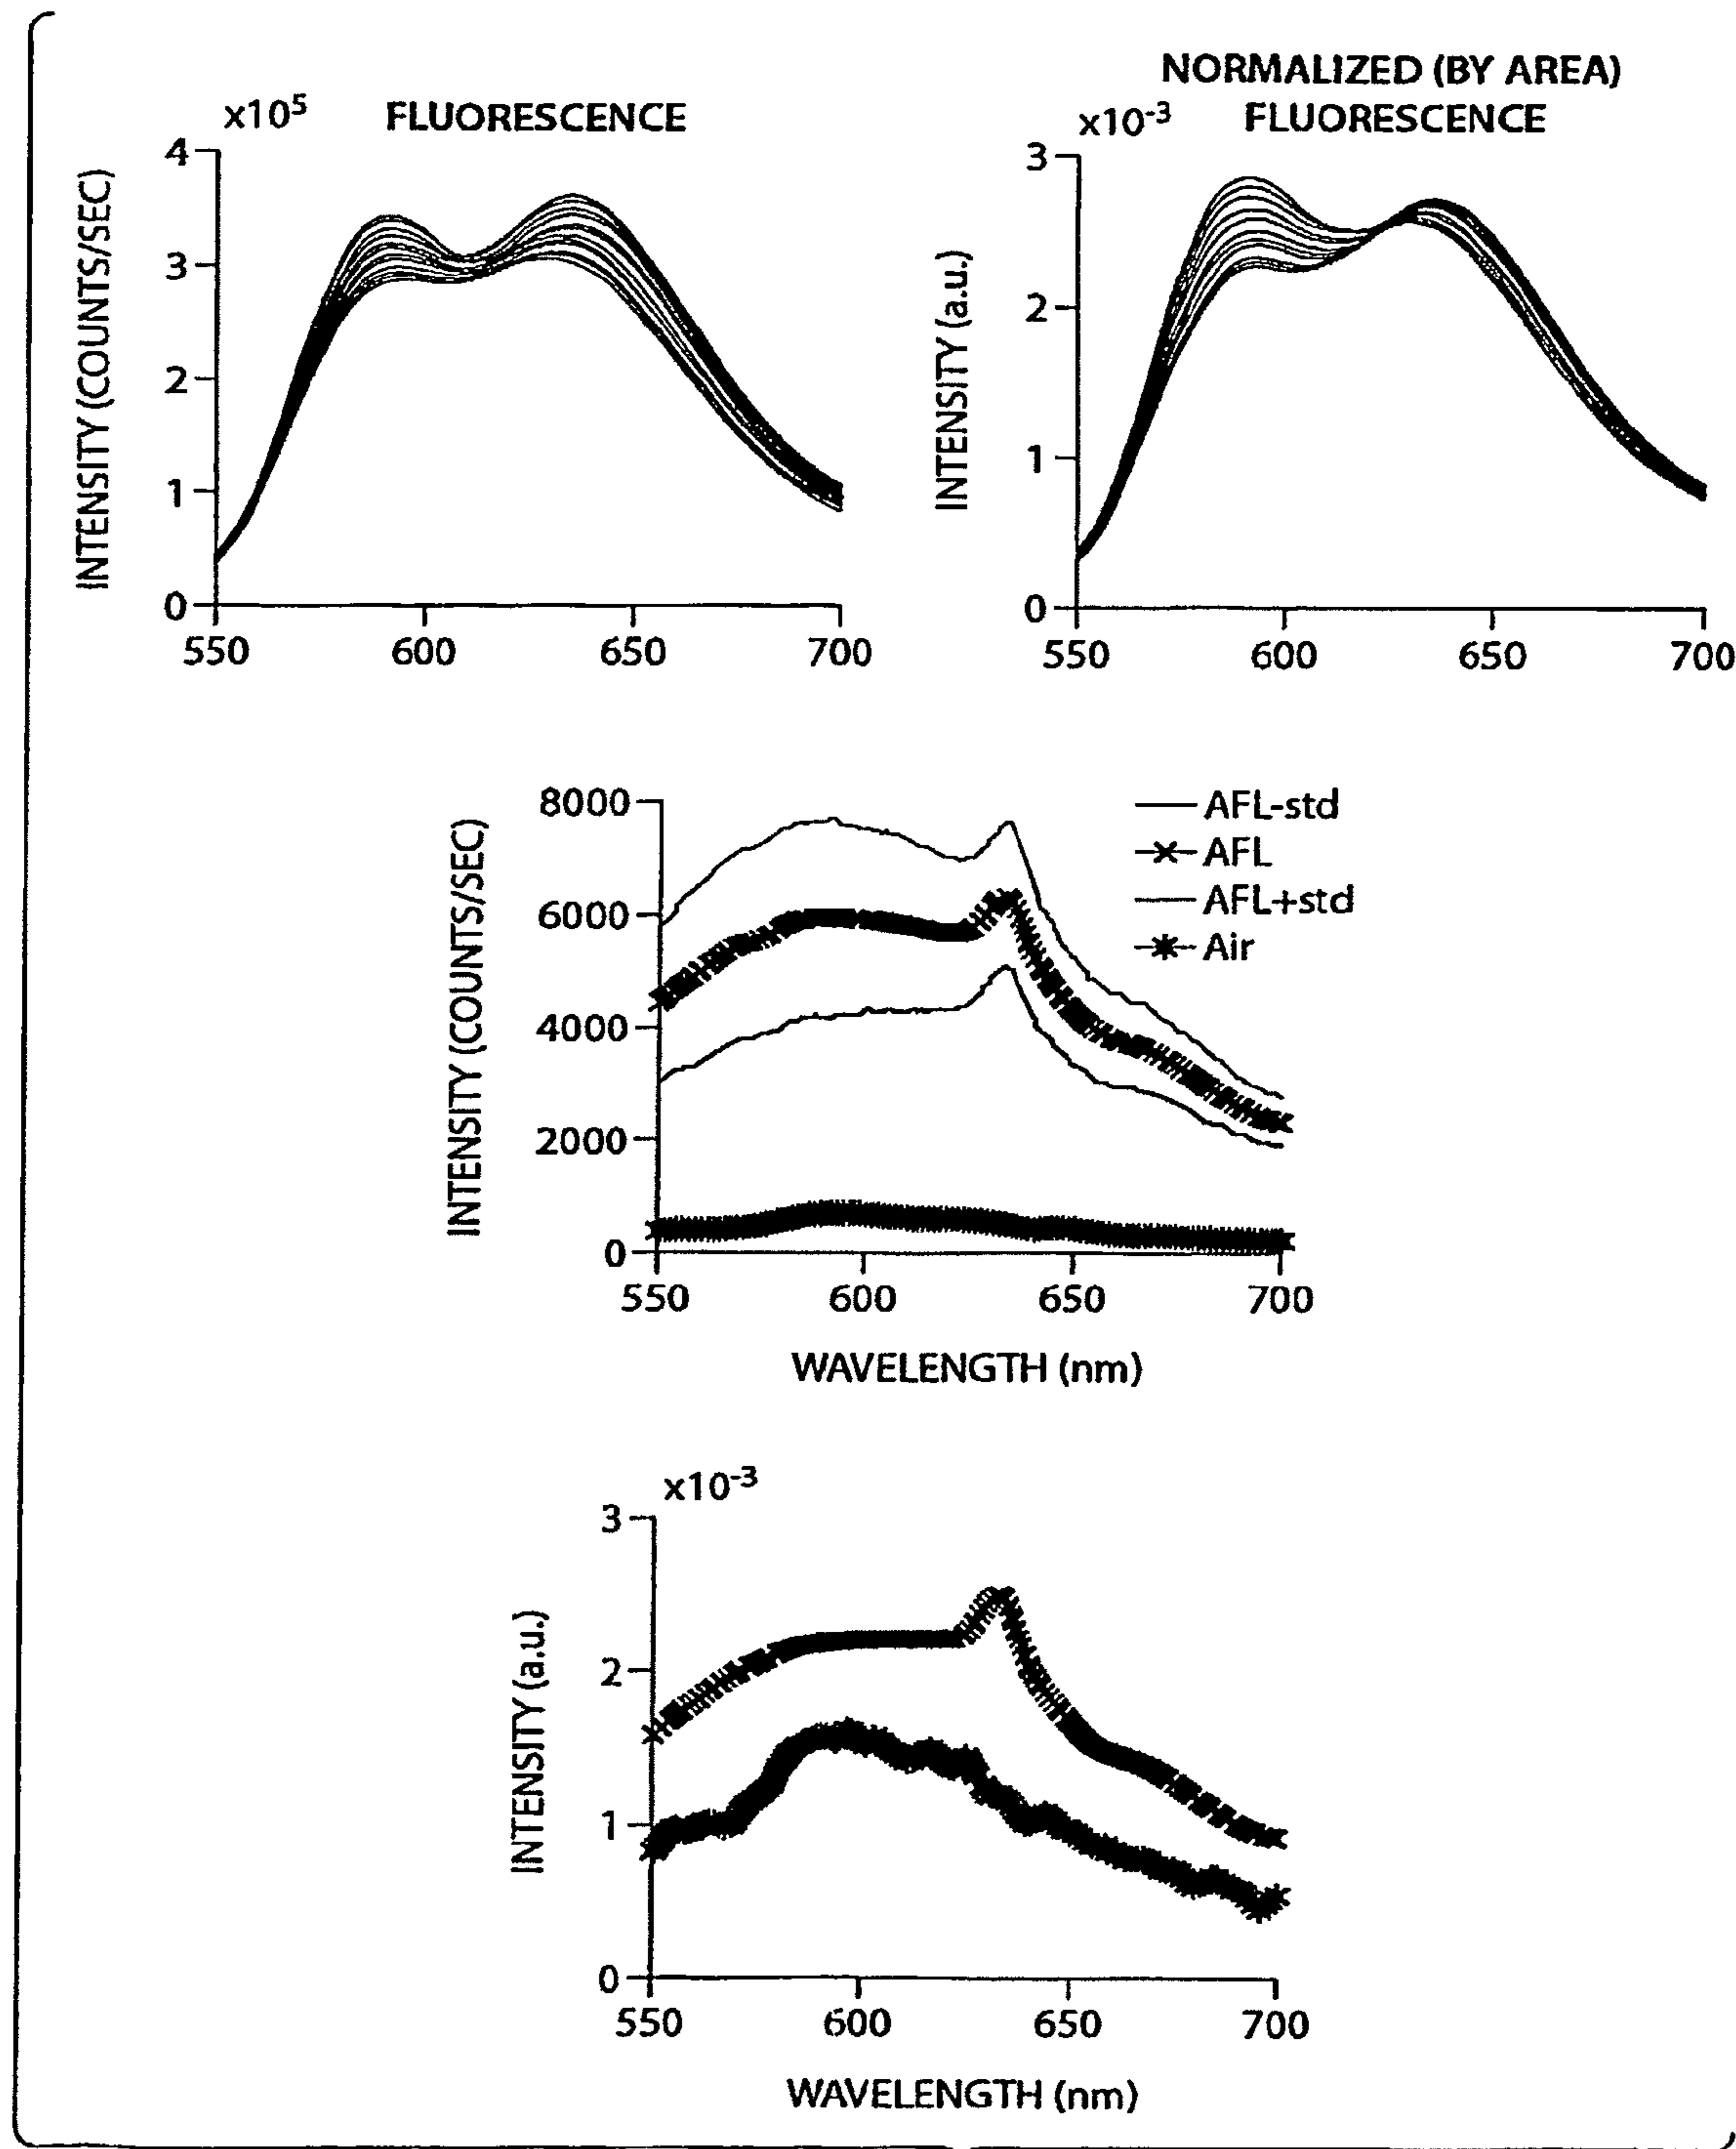 x10⁵ FLUORESCENCE
INTENSITY (COUNTS/SEC)
4
3
2
1
0
550 600 650 700
NORMALIZED (BY AREA)
x10⁻³ FLUORESCENCE
INTENSITY (a.u.)
3
2
1
0
550 600 650 700
INTENSITY (COUNTS/SEC)
8000
6000
4000
2000
0
550 600 650 700
WAVELENGTH (nm)
AFL-std
AFL
AFL+std
Air
x10⁻³
INTENSITY (a.u.)
3
2
1
0
550 600 650 700
WAVELENGTH (nm)